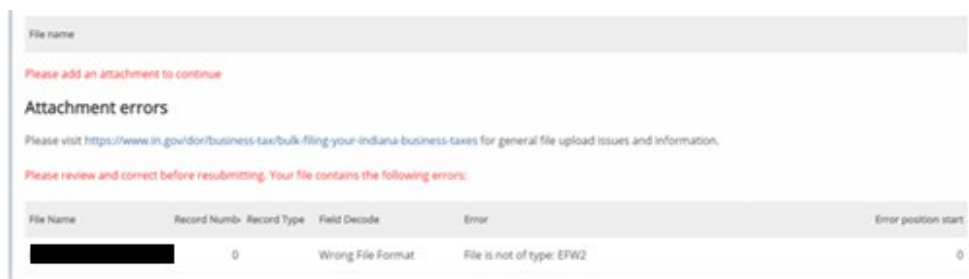 File name
Please add an attachment to continue
Attachment errors
Please visit https://www.in.gov/dor/business-tax/bulk-filing-your-indiana-business-taxes for general file upload issues and information.
Please review and correct before resubmitting. Your file contains the following errors:
File Name Record Numb Record Type Field Decode Error Error position start
0 Wrong File Format File is not of type: EFW2 0